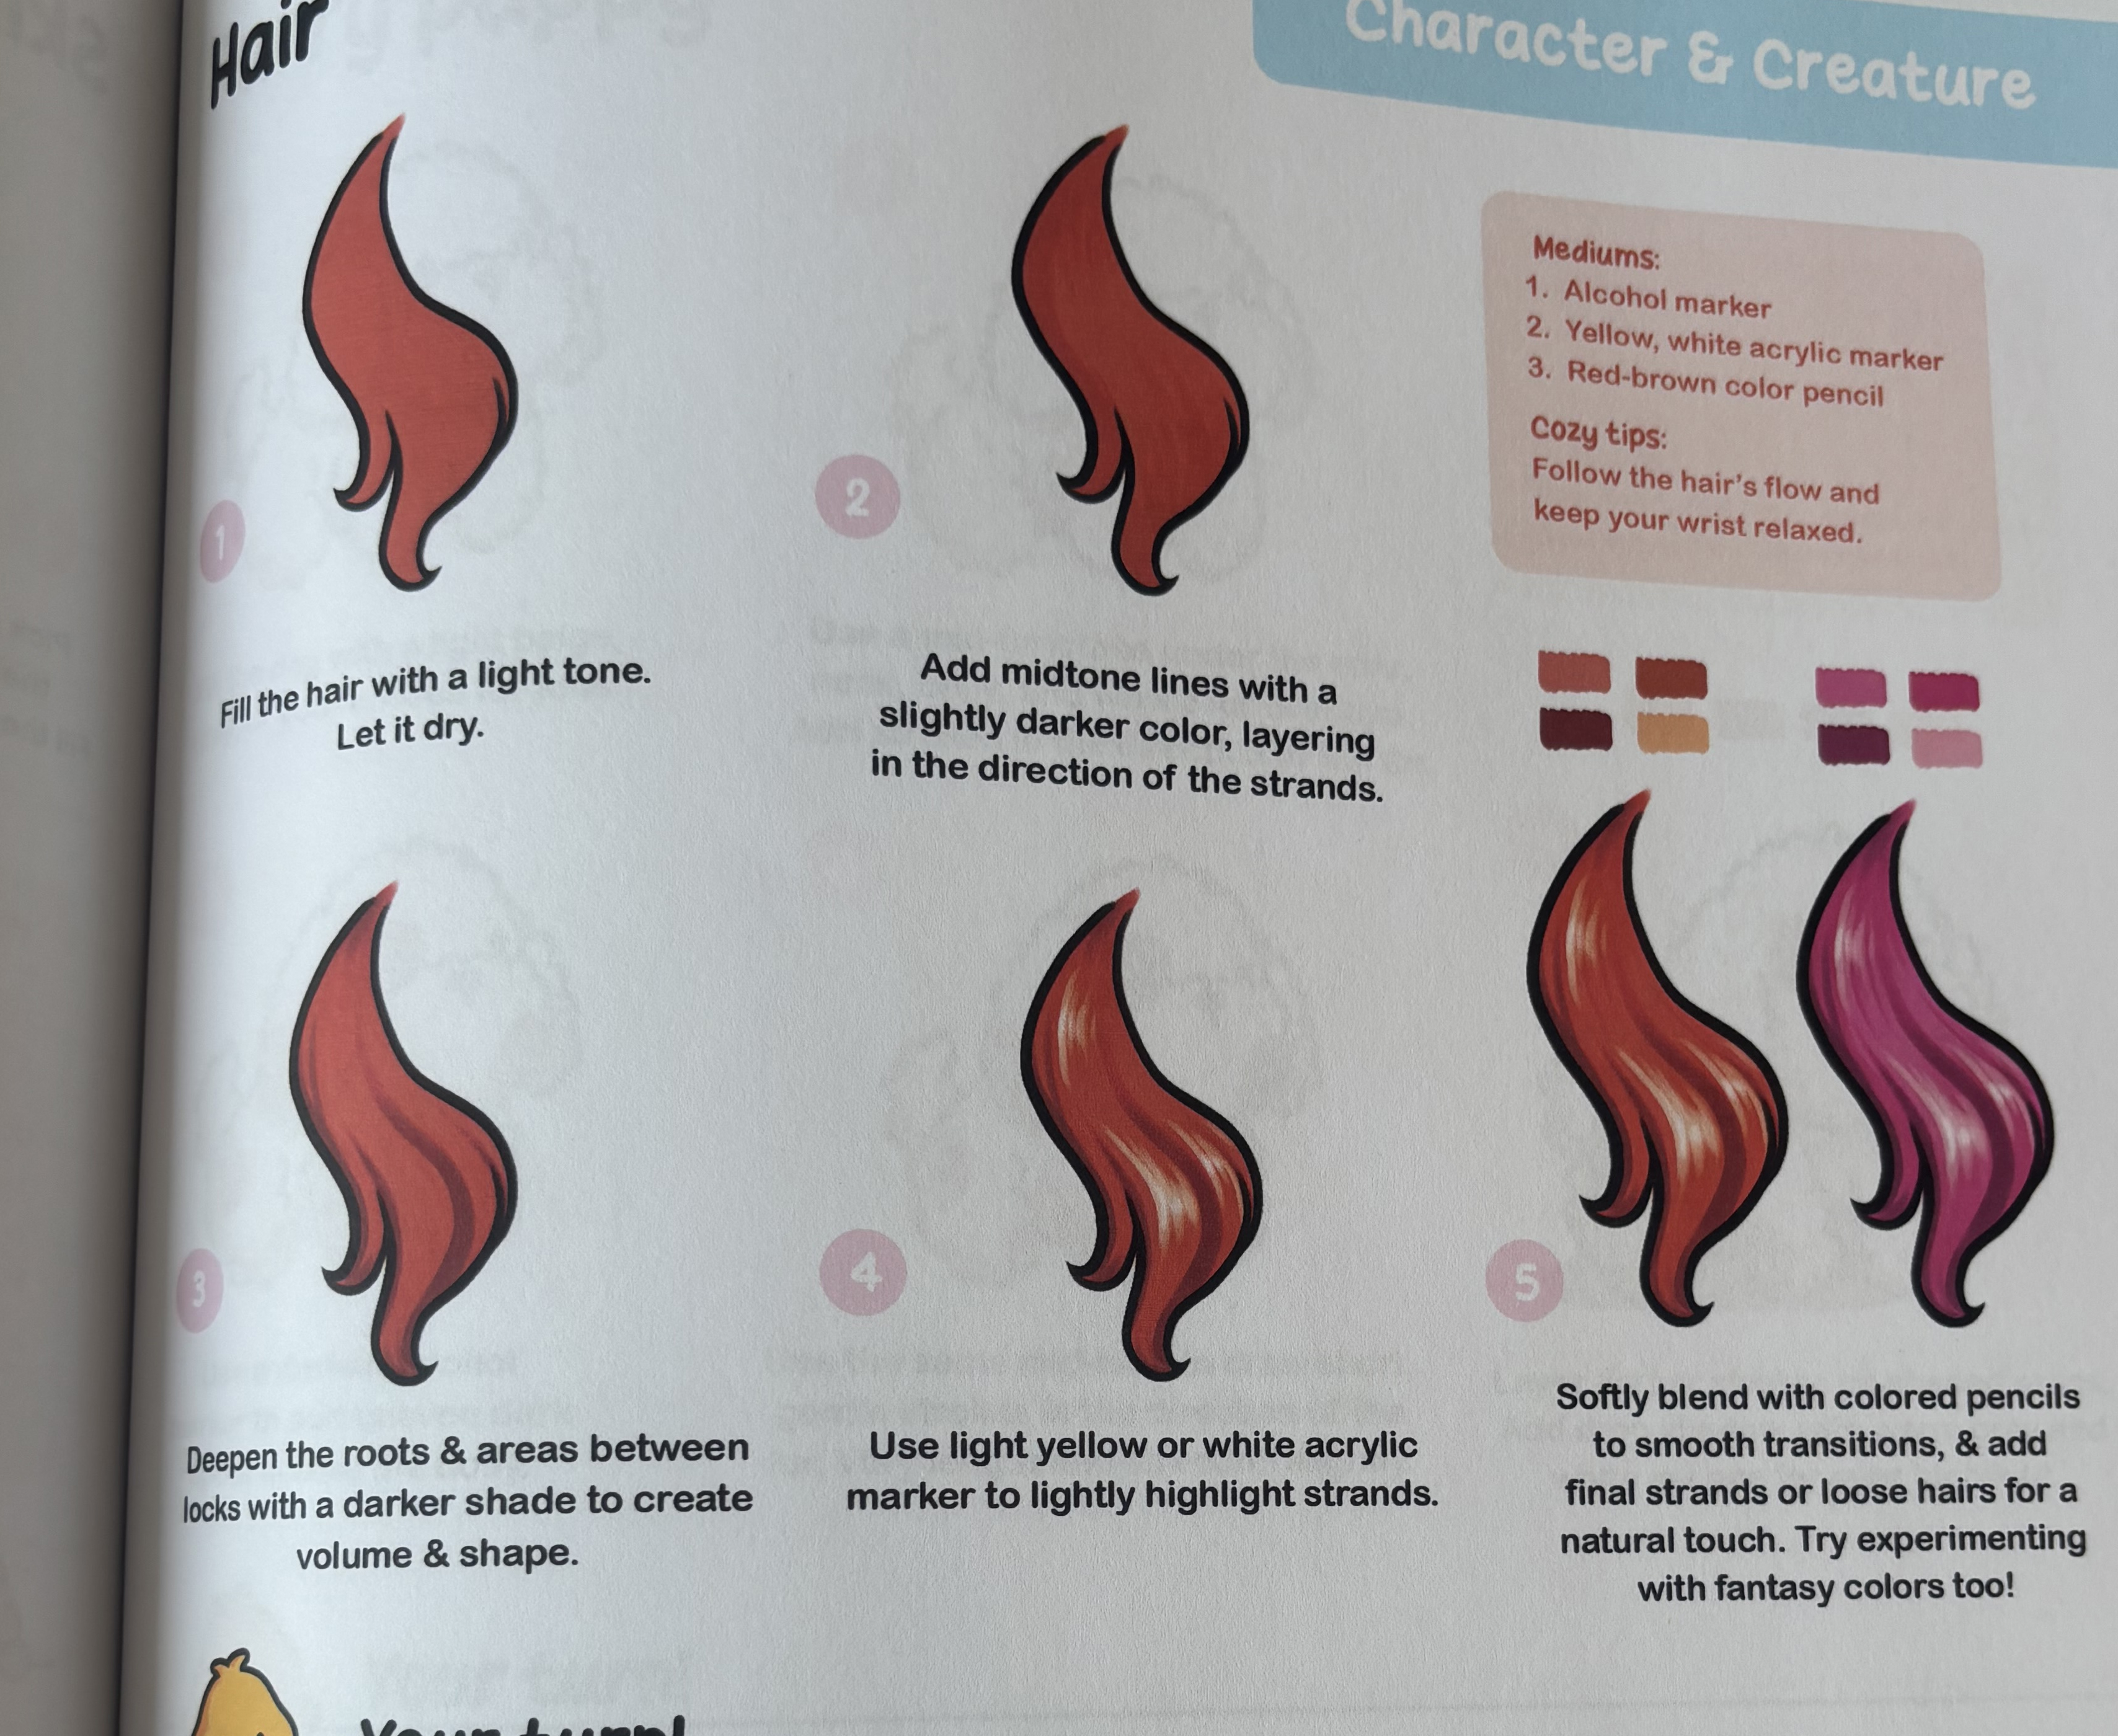 Hair
Character & Creature
1
2
Mediums:
1. Alcohol marker
2. Yellow, white acrylic marker
3. Red-brown color pencil
Cozy tips:
Follow the hair's flow and
keep your wrist relaxed.
Fill the hair with a light tone.
Let it dry.
Add midtone lines with a
slightly darker color, layering
in the direction of the strands.
3
4
5
Deepen the roots & areas between
locks with a darker shade to create
volume & shape.
Use light yellow or white acrylic
marker to lightly highlight strands.
Softly blend with colored pencils
to smooth transitions, & add
final strands or loose hairs for a
natural touch. Try experimenting
with fantasy colors too!
Your turn!